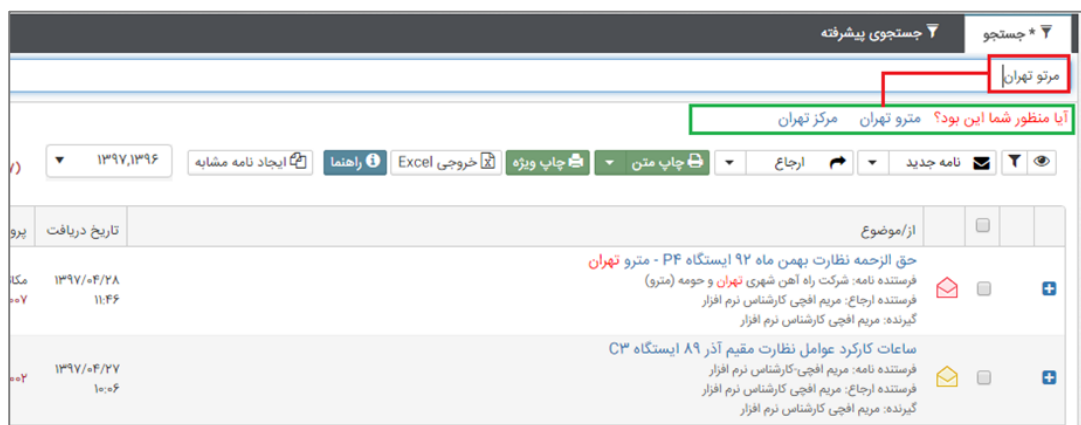 * جستجو جستجوی پیشرفته
مرتو تهران
آیا منظور شما این بود؟ مترو تهران مرکز تهران
نامه جدید ارجاع چاپ متن چاپ ویژه خروجی Excel راهنما ایجاد نامه مشابه ۱۳۹۷,۱۳۹۶
از/موضوع تاریخ دریافت
حق الزحمه نظارت بهمن ماه ۹۲ ایستگاه P۴ - مترو تهران
فرستنده نامه: شرکت راه آهن شهری تهران و حومه (مترو)
فرستنده ارجاع: مریم افچی کارشناس نرم افزار
گیرنده: مریم افچی کارشناس نرم افزار
۱۳۹۷/۰۴/۲۸
۱۱:۴۶
ساعات کارکرد عوامل نظارت مقیم آذر ۸۹ ایستگاه C۳
فرستنده نامه: مریم افچی-کارشناس نرم افزار
فرستنده ارجاع: مریم افچی کارشناس نرم افزار
گیرنده: مریم افچی کارشناس نرم افزار
۱۳۹۷/۰۴/۲۷
۱۰:۰۶